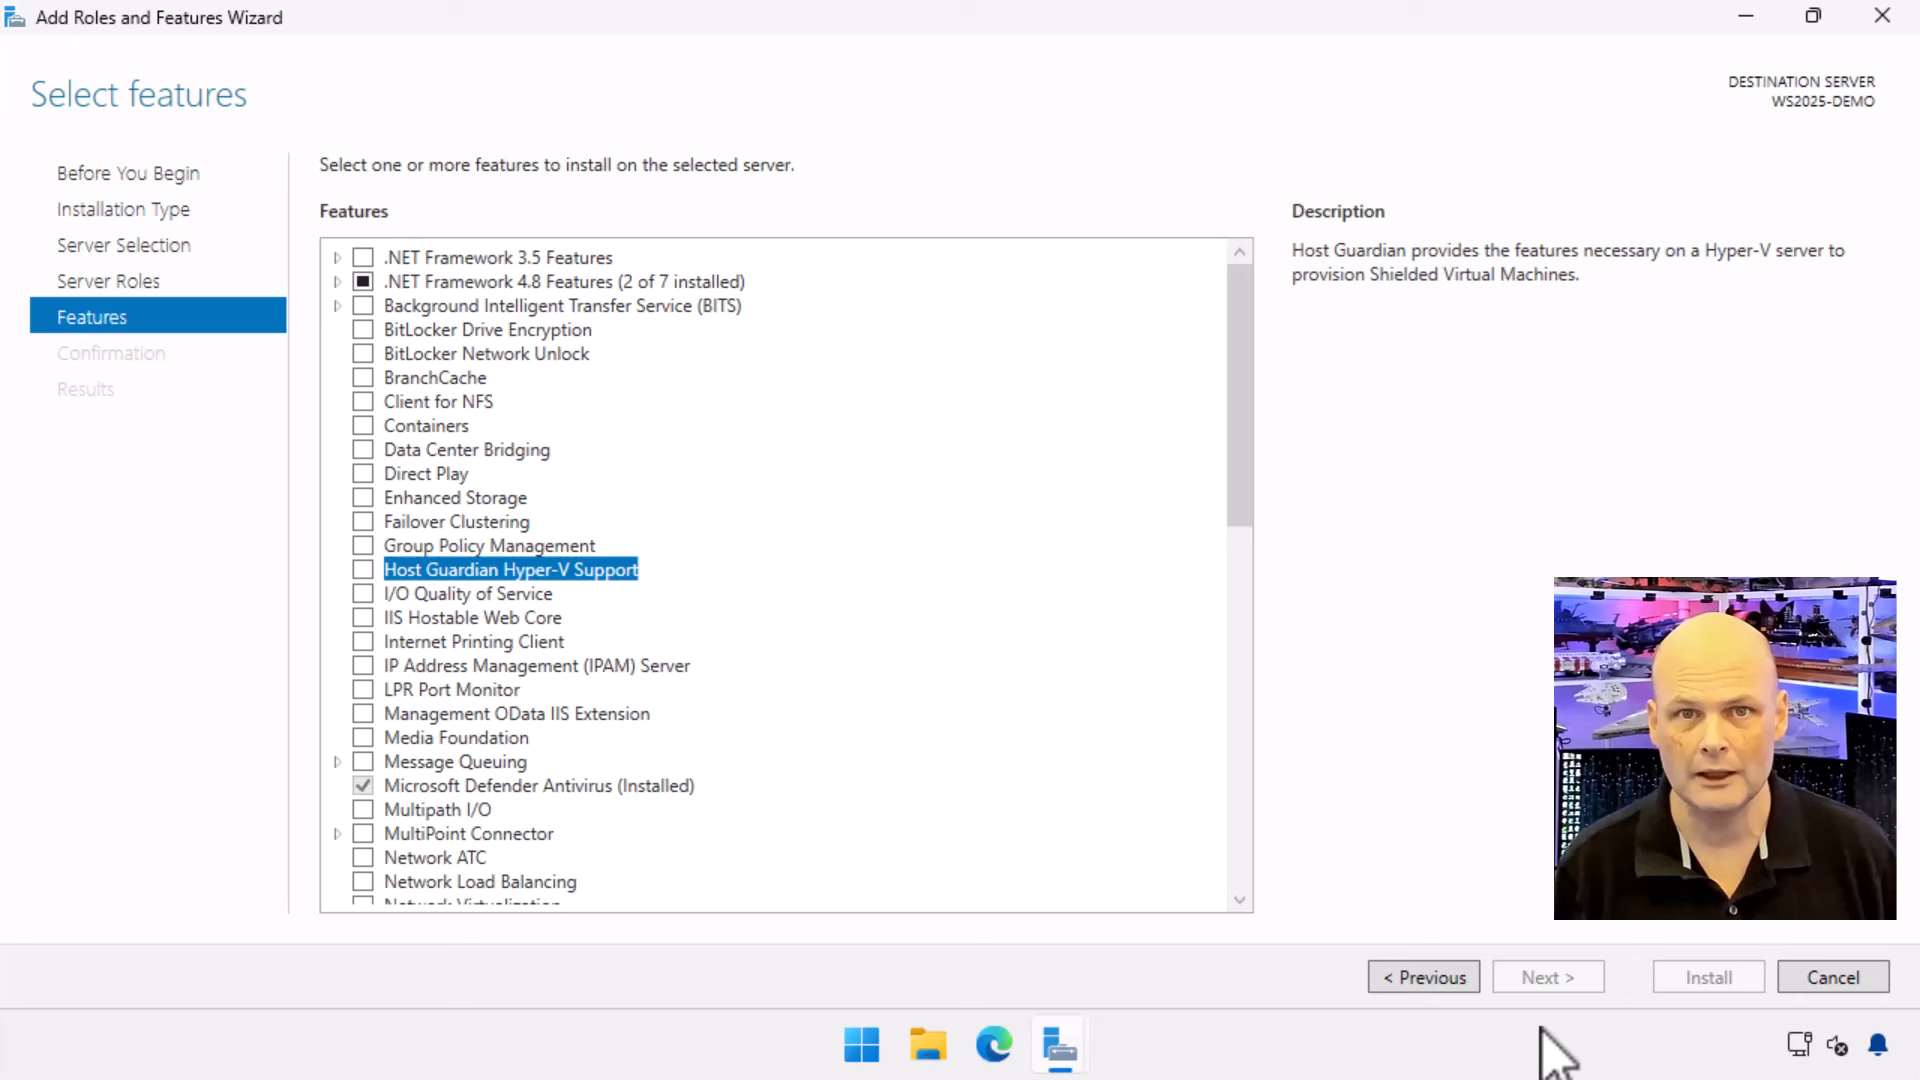 Add Roles and Features Wizard
Select features
DESTINATION SERVER
WS2025-DEMO
Before You Begin
Installation Type
Server Selection
Server Roles
Features
Confirmation
Results
Select one or more features to install on the selected server.
Features
.NET Framework 3.5 Features
.NET Framework 4.8 Features (2 of 7 installed)
Background Intelligent Transfer Service (BITS)
BitLocker Drive Encryption
BitLocker Network Unlock
BranchCache
Client for NFS
Containers
Data Center Bridging
Direct Play
Enhanced Storage
Failover Clustering
Group Policy Management
Host Guardian Hyper-V Support
I/O Quality of Service
IIS Hostable Web Core
Internet Printing Client
IP Address Management (IPAM) Server
LPR Port Monitor
Management OData IIS Extension
Media Foundation
Message Queuing
Microsoft Defender Antivirus (Installed)
Multipath I/O
MultiPoint Connector
Network ATC
Network Load Balancing
Network Virtualization
Description
Host Guardian provides the features necessary on a Hyper-V server to
provision Shielded Virtual Machines.
< Previous
Next >
Install
Cancel